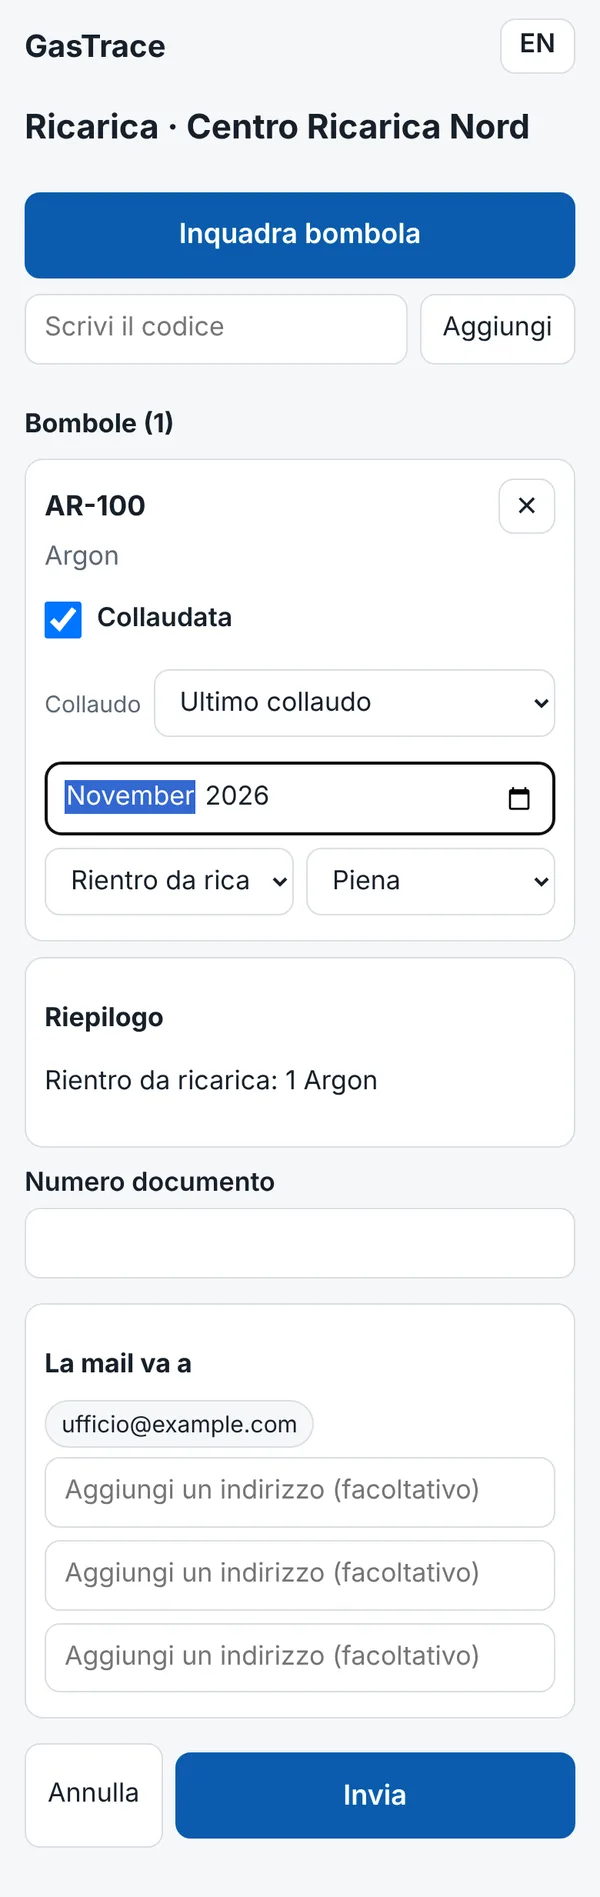 GasTrace
EN
Ricarica · Centro Ricarica Nord
Inquadra bombola
Scrivi il codice
Aggiungi
Bombole (1)
AR-100
×
Argon
Collaudata
Collaudo
Ultimo collaudo
November 2026
Rientro da rica
Piena
Riepilogo
Rientro da ricarica: 1 Argon
Numero documento
La mail va a
ufficio@example.com
Aggiungi un indirizzo (facoltativo)
Aggiungi un indirizzo (facoltativo)
Aggiungi un indirizzo (facoltativo)
Annulla
Invia